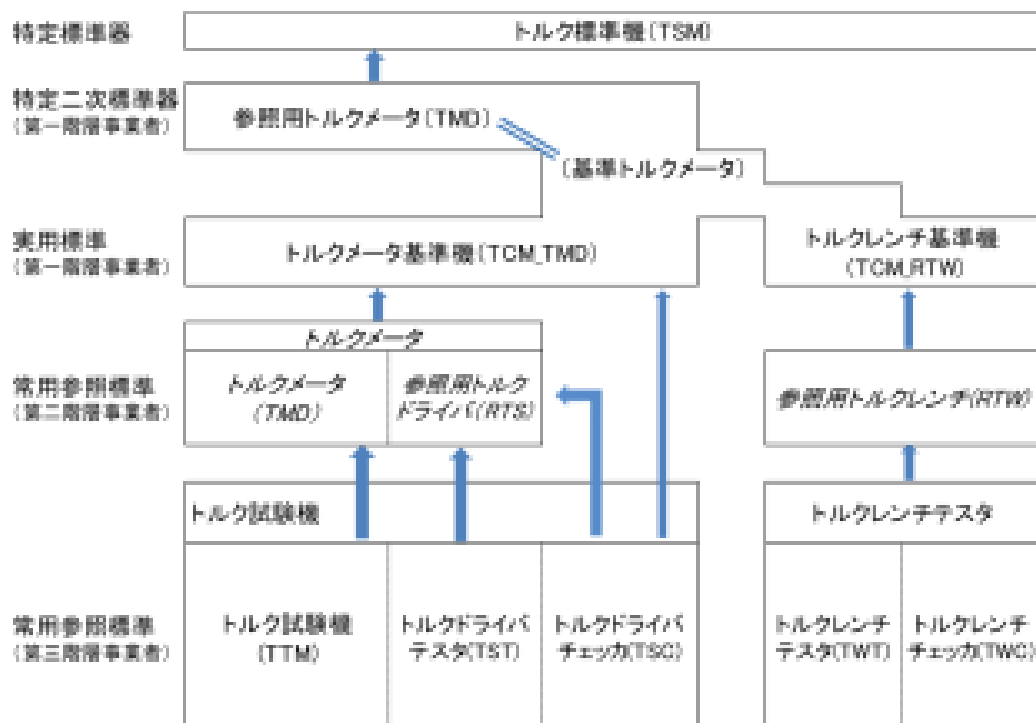 特定標準器
トルク標準機(TSM)
特定二次標準器
(第一階層事業者)
参照用トルクメータ(TMD)
(基準トルクメータ)
実用標準
(第一階層事業者)
トルクメータ基準機(TCM_TMD)
トルクレンチ基準機
(TCM_RTW)
トルクメータ
常用参照標準
(第二階層事業者)
トルクメータ
(TMD)
参照用トルク
ドライバ(RTS)
参照用トルクレンチ(RTW)
トルク試験機
トルクレンチテスタ
常用参照標準
(第三階層事業者)
トルク試験機
(TTM)
トルクドライバ
テスタ(TST)
トルクドライバ
チェッカ(TSC)
トルクレンチ
テスタ(TWT)
トルクレンチ
チェッカ(TWC)